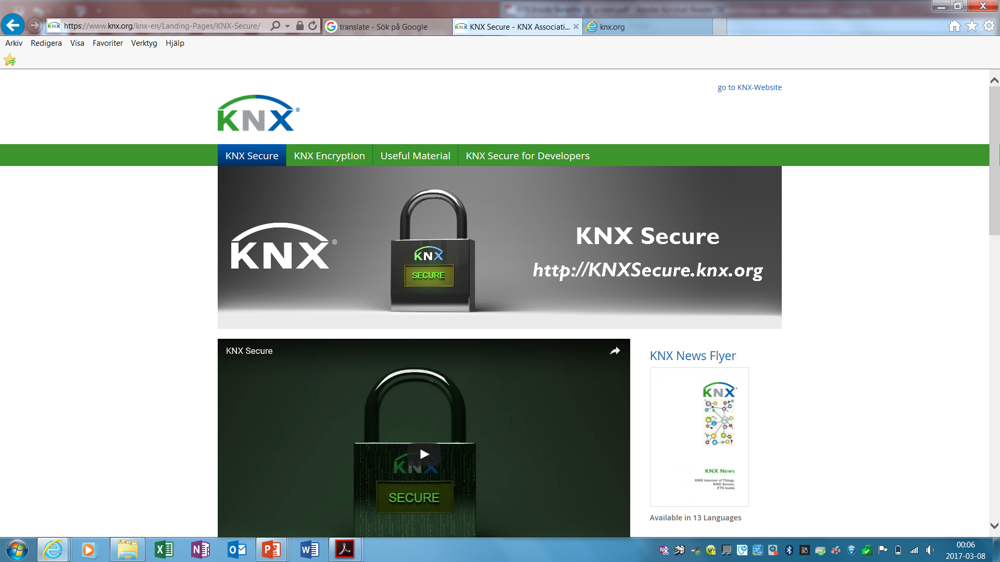 https://www.knx.org/knx-en/Landing-Pages/KNX-Secure/
translate - Sök på Google
KNX Secure - KNX Associati...
knx.org
Arkiv Redigera Visa Favoriter Verktyg Hjälp
go to KNX-Website
KNX®
KNX Secure KNX Encryption Useful Material KNX Secure for Developers
KNX®
KNX
SECURE
KNX Secure
http://KNXSecure.knx.org
KNX Secure
KNX
SECURE
KNX News Flyer
KNX
KNX News
KNX Internet of Things,
KNX Secure,
ETS Inside
Available in 13 Languages
00:06
2017-03-08